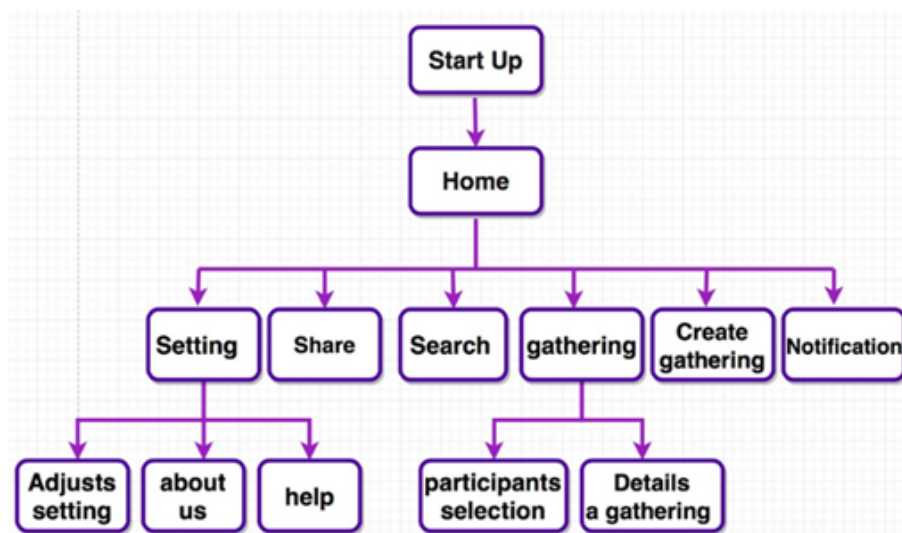 Start Up
Home
Setting
Share
Search
gathering
Create
gathering
Notification
Adjusts
setting
about
us
help
participants
selection
Details
a gathering